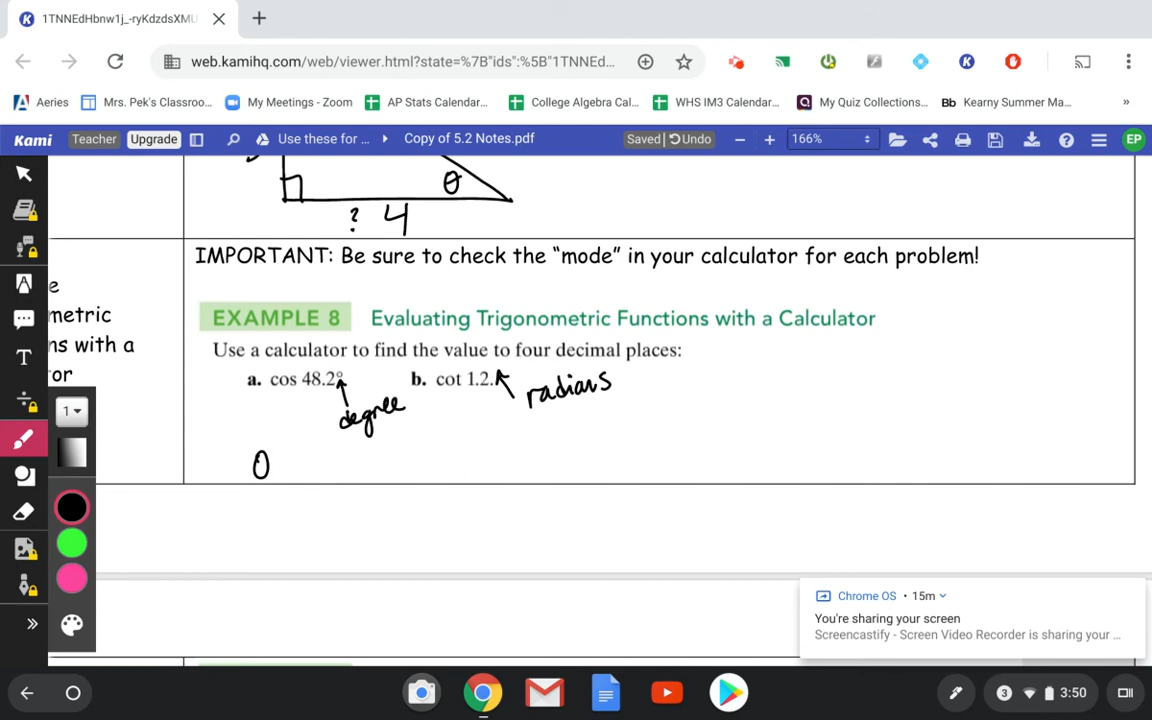 1TNNEdHbnw1j_-ryKdzdsXMU
web.kamihq.com/web/viewer.html?state=%7B"ids":%5B"1TNNEd...
Aeries Mrs. Pek's Classroo... My Meetings - Zoom AP Stats Calendar... College Algebra Cal... WHS IM3 Calendar... My Quiz Collections... Bb Kearny Summer Ma... »
Kami Teacher Upgrade Use these for ... Copy of 5.2 Notes.pdf Saved Undo 166% EP
θ
? 4
IMPORTANT: Be sure to check the “mode” in your calculator for each problem!
e
metric
ns with a
or
EXAMPLE 8 Evaluating Trigonometric Functions with a Calculator
Use a calculator to find the value to four decimal places:
a. cos 48.2° b. cot 1.2.
radians
degree
0
1
Chrome OS • 15m
You're sharing your screen
Screencastify - Screen Video Recorder is sharing your ...
3 3:50